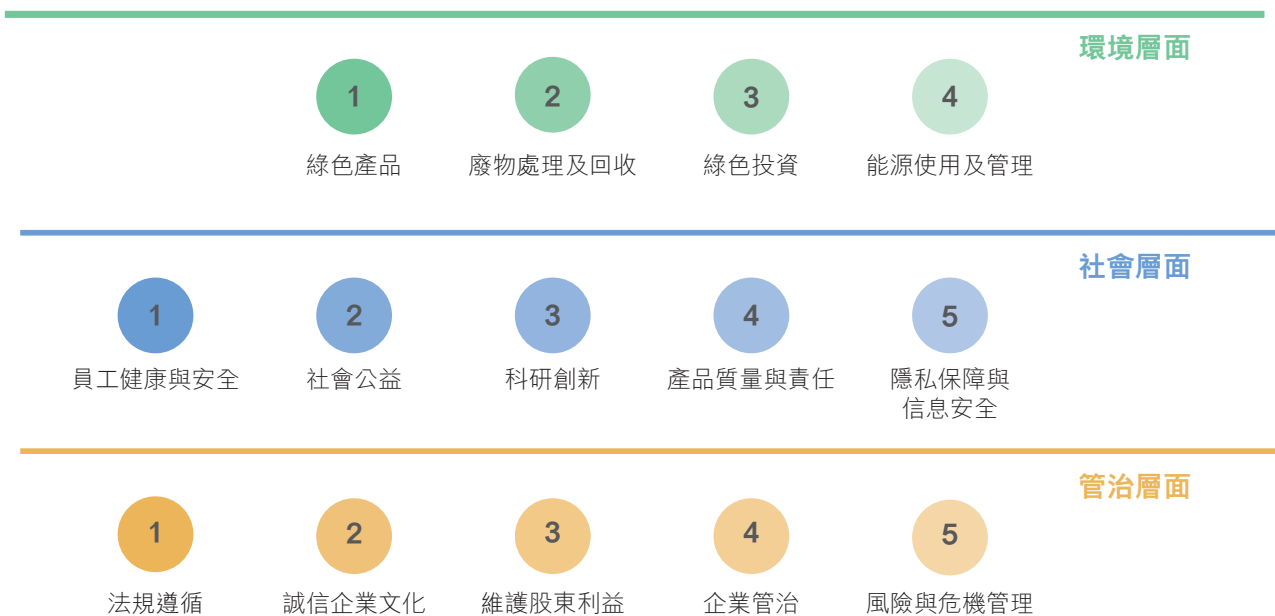 環境層面
1
2
3
4
綠色產品
廢物處理及回收
綠色投資
能源使用及管理
社會層面
1
2
3
4
5
員工健康與安全
社會公益
科研創新
產品質量與責任
隱私保障與
信息安全
管治層面
1
2
3
4
5
法規遵循
誠信企業文化
維護股東利益
企業管治
風險與危機管理